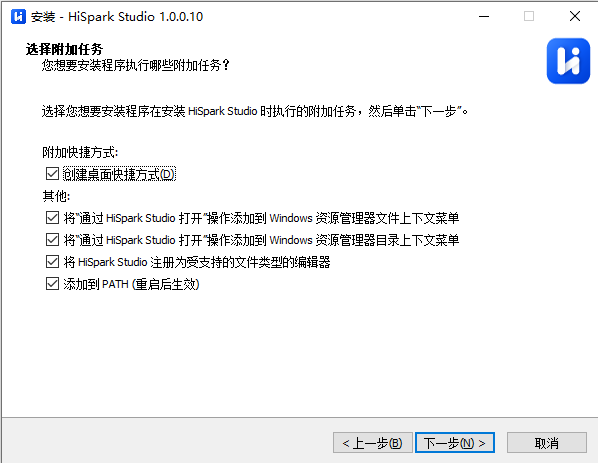 安装 - HiSpark Studio 1.0.0.10
选择附加任务
您想要安装程序执行哪些附加任务？
选择您想要安装程序在安装 HiSpark Studio 时执行的附加任务，然后单击“下一步”。
附加快捷方式:
创建桌面快捷方式(D)
其他:
将“通过 HiSpark Studio 打开”操作添加到 Windows 资源管理器文件上下文菜单
将“通过 HiSpark Studio 打开”操作添加到 Windows 资源管理器目录上下文菜单
将 HiSpark Studio 注册为受支持的文件类型的编辑器
添加到 PATH (重启后生效)
< 上一步(B) 下一步(N) > 取消